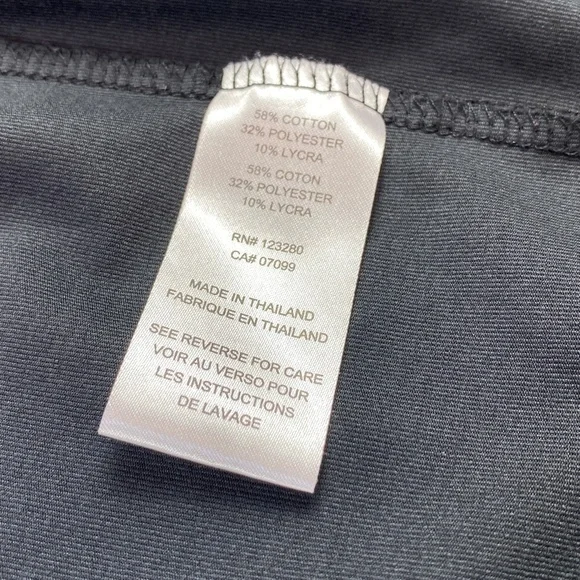 58% COTTON
32% POLYESTER
10% LYCRA
58% COTON
32% POLYESTER
10% LYCRA
RN# 123280
CA# 07099
MADE IN THAILAND
FABRIQUE EN THAILAND
SEE REVERSE FOR CARE
VOIR AU VERSO POUR
LES INSTRUCTIONS
DE LAVAGE